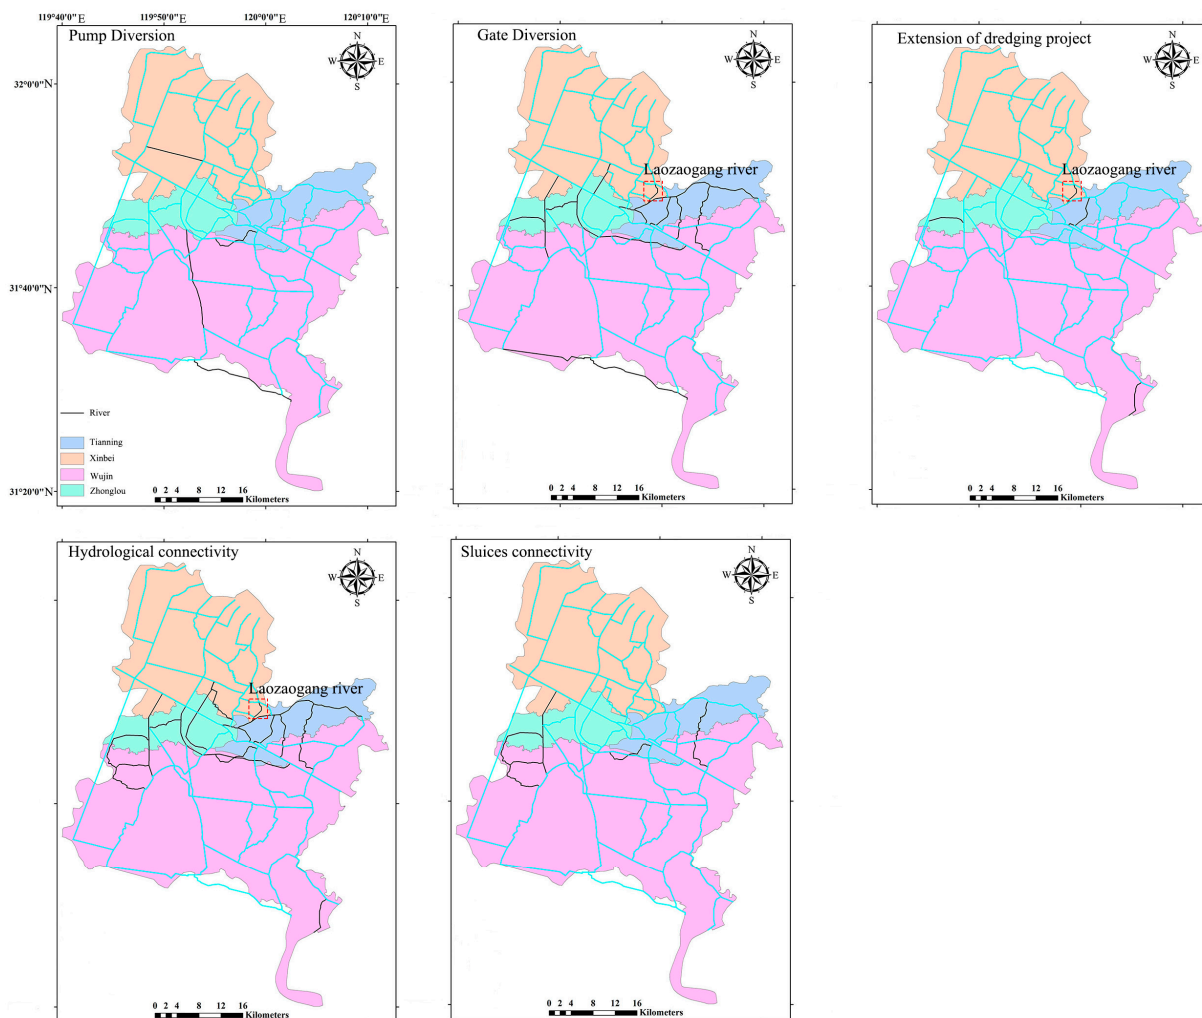 119°40'0"E 119°50'0"E 120°0'0"E 120°10'0"E
Pump Diversion
N
W E
S
32°0'0"N
31°40'0"N
31°20'0"N
River
Tianning
Xinbei
Wujin
Zhonglou
0 2 4 8 12 16
Kilometers
Gate Diversion
N
W E
S
Laozaogang river
0 2 4 8 12 16
Kilometers
Extension of dredging project
N
W E
S
Laozaogang river
0 2 4 8 12 16
Kilometers
Hydrological connectivity
N
W E
S
Laozaogang river
0 2 4 8 12 16
Kilometers
Sluices connectivity
N
W E
S
0 2 4 8 12 16
Kilometers